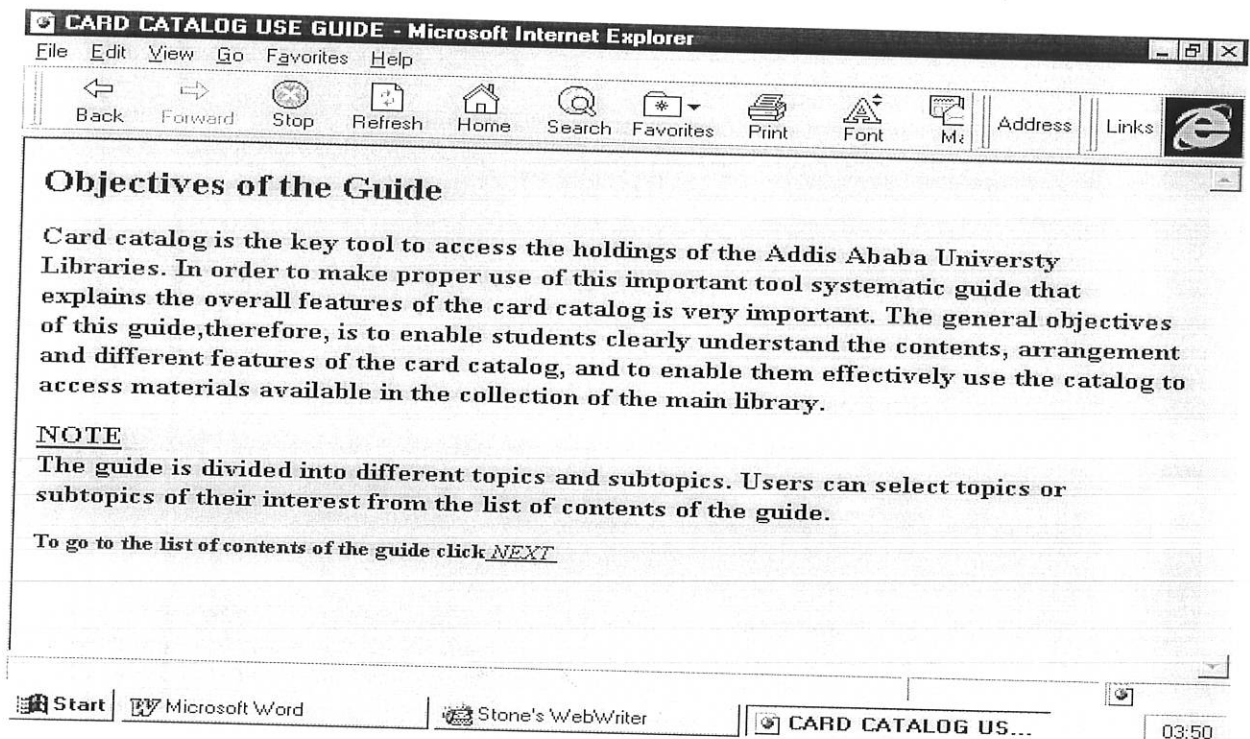 CARD CATALOG USE GUIDE - Microsoft Internet Explorer
File Edit View Go Favorites Help
Back Forward Stop Refresh Home Search Favorites Print Font Ma Address Links
Objectives of the Guide
Card catalog is the key tool to access the holdings of the Addis Ababa Universty
Libraries. In order to make proper use of this important tool systematic guide that
explains the overall features of the card catalog is very important. The general objectives
of this guide,therefore, is to enable students clearly understand the contents, arrangement
and different features of the card catalog, and to enable them effectively use the catalog to
access materials available in the collection of the main library.
NOTE
The guide is divided into different topics and subtopics. Users can select topics or
subtopics of their interest from the list of contents of the guide.
To go to the list of contents of the guide click NEXT
Start Microsoft Word Stone's WebWriter CARD CATALOG US... 03:50